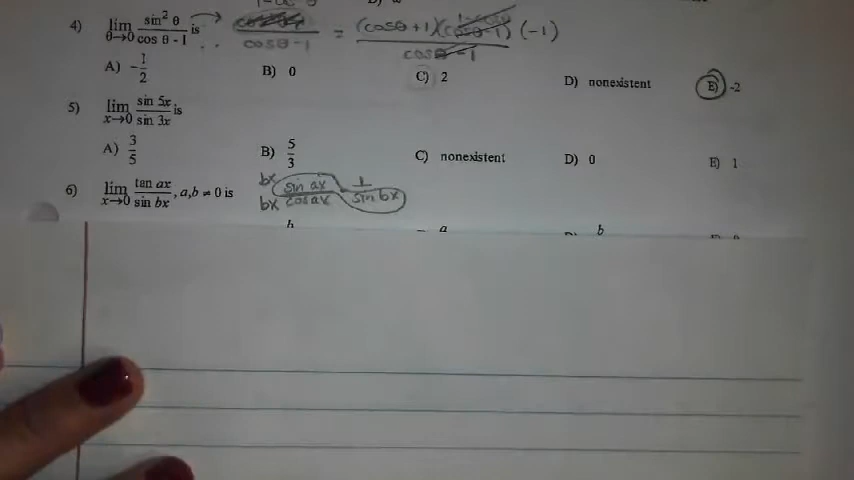 4) lim θ→0 sin² θ / cos θ - 1 is → / cosθ-1 = (cosθ+1)(cosθ-1) / cosθ-1 (-1)
A) - 1/2 B) 0 C) 2 D) nonexistent E) -2
5) lim x→0 sin 5x / sin 3x is
A) 3/5 B) 5/3 C) nonexistent D) 0 E) 1
6) lim x→0 tan ax / sin bx , a,b ≠ 0 is bx/bx sin ax / cos ax · 1 / sin bx
b a b